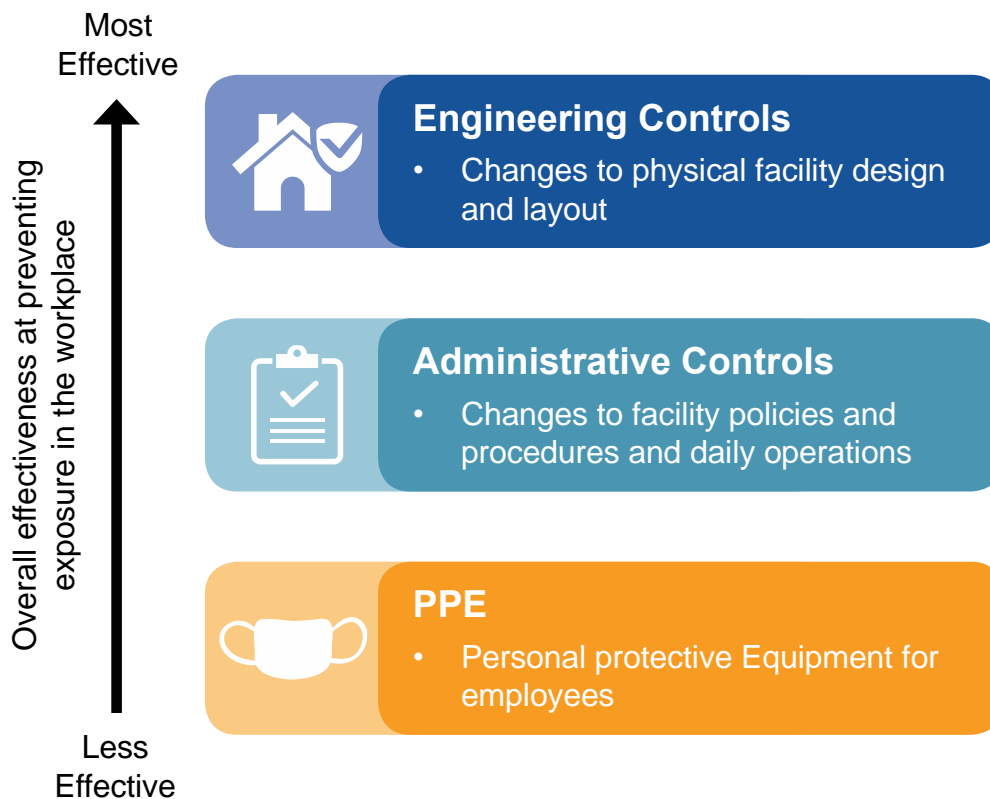 Most
Effective
Overall effectiveness at preventing
exposure in the workplace
Engineering Controls
• Changes to physical facility design
and layout
Administrative Controls
• Changes to facility policies and
procedures and daily operations
PPE
• Personal protective Equipment for
employees
Less
Effective